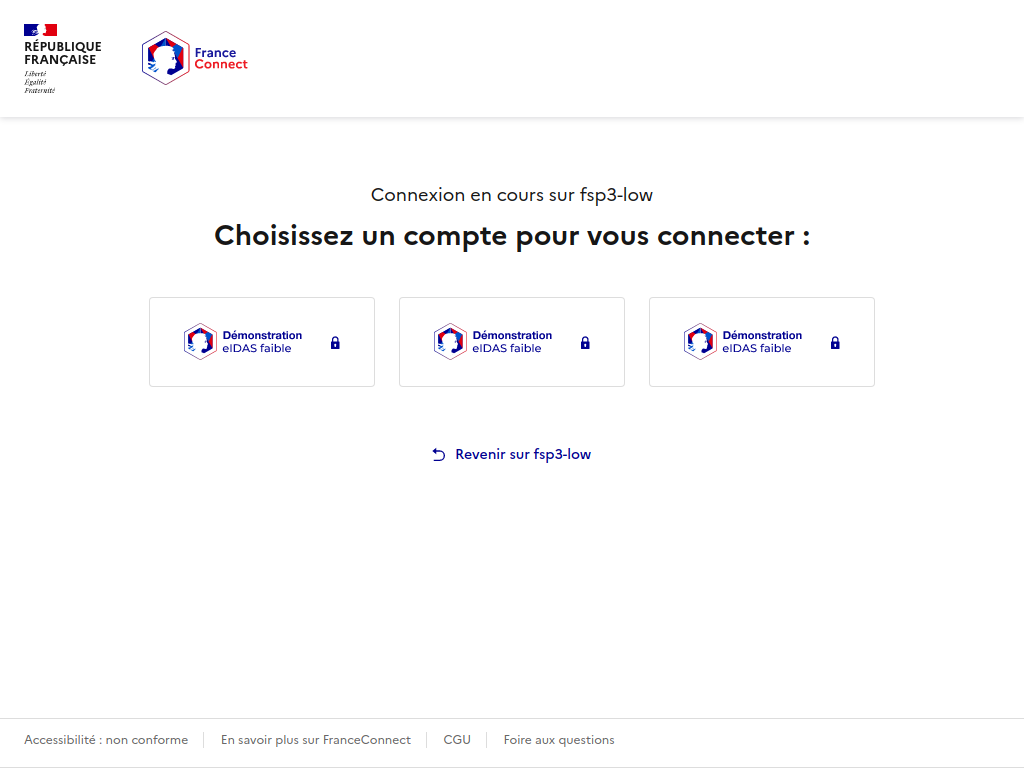 RÉPUBLIQUE
FRANÇAISE
Liberté
Égalité
Fraternité
France
Connect
Connexion en cours sur fsp3-low
Choisissez un compte pour vous connecter :
Démonstration
eIDAS faible
Démonstration
eIDAS faible
Démonstration
eIDAS faible
Revenir sur fsp3-low
Accessibilité : non conforme
En savoir plus sur FranceConnect
CGU
Foire aux questions